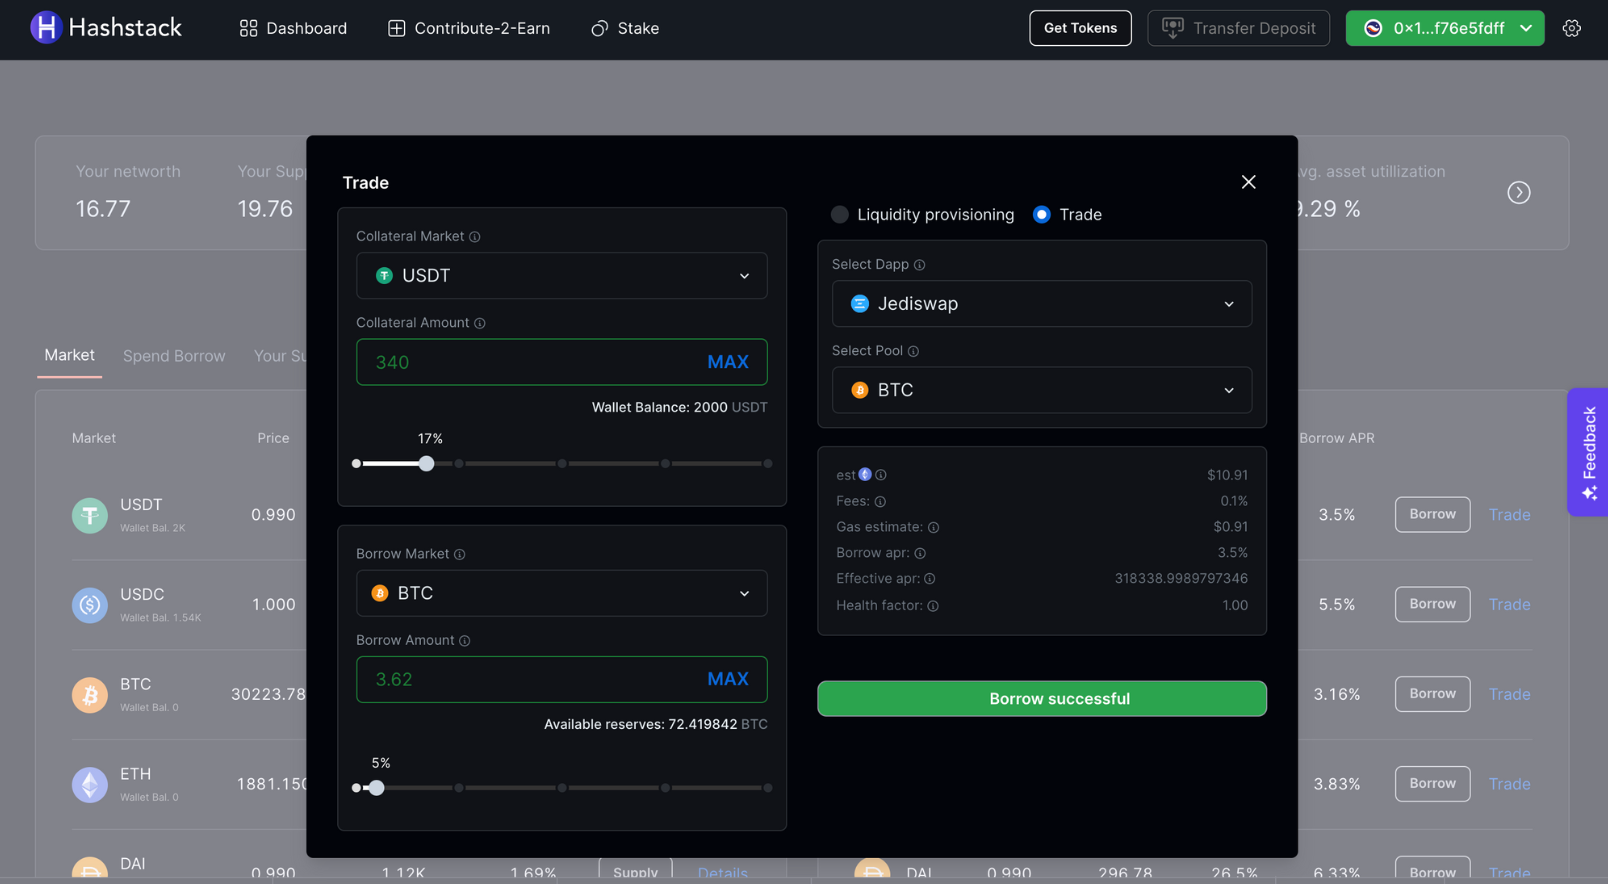 Hashstack
Dashboard
Contribute-2-Earn
Stake
Get Tokens
Transfer Deposit
0x1...f76e5fdff
Your networth
16.77
Your
19.76
asset utillization
9.29 %
Market
Spend Borrow
Your
Market
Price
USDT
Wallet Bal. 2K
0.990
USDC
Wallet Bal. 1.54K
1.000
BTC
Wallet Bal. 0
30223.78
ETH
Wallet Bal. 0
1881.150
DAI
0.990
1.12K
1.69%
Supply
Details
Trade
Collateral Market
USDT
Collateral Amount
340
MAX
Wallet Balance: 2000 USDT
17%
Borrow Market
BTC
Borrow Amount
3.62
MAX
Available reserves: 72.419842 BTC
5%
Liquidity provisioning
Trade
Select Dapp
Jediswap
Select Pool
BTC
est
$10.91
Fees:
0.1%
Gas estimate:
$0.91
Borrow apr:
3.5%
Effective apr:
318338.9989797346
Health factor:
1.00
Borrow successful
Borrow APR
3.5%
Borrow
Trade
5.5%
Borrow
Trade
3.16%
Borrow
Trade
3.83%
Borrow
Trade
DAI
0.990
296.78
26.5%
6.33%
Borrow
Trade
Feedback